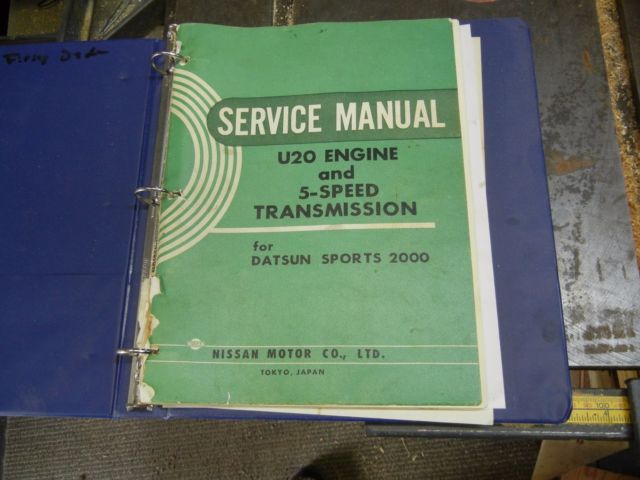 SERVICE MANUAL
U20 ENGINE
and
5-SPEED
TRANSMISSION
for
DATSUN SPORTS 2000
NISSAN MOTOR CO., LTD.
TOKYO, JAPAN